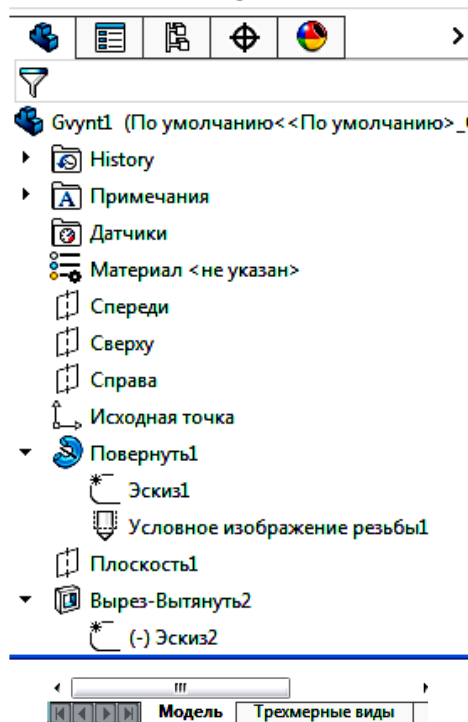 Gvynt1 (По умолчанию<<По умолчанию>_
History
Примечания
Датчики
Материал <не указан>
Спереди
Сверху
Справа
Исходная точка
Повернуть1
Эскиз1
Условное изображение резьбы1
Плоскость1
Вырез-Вытянуть2
(-) Эскиз2
Модель Трехмерные виды